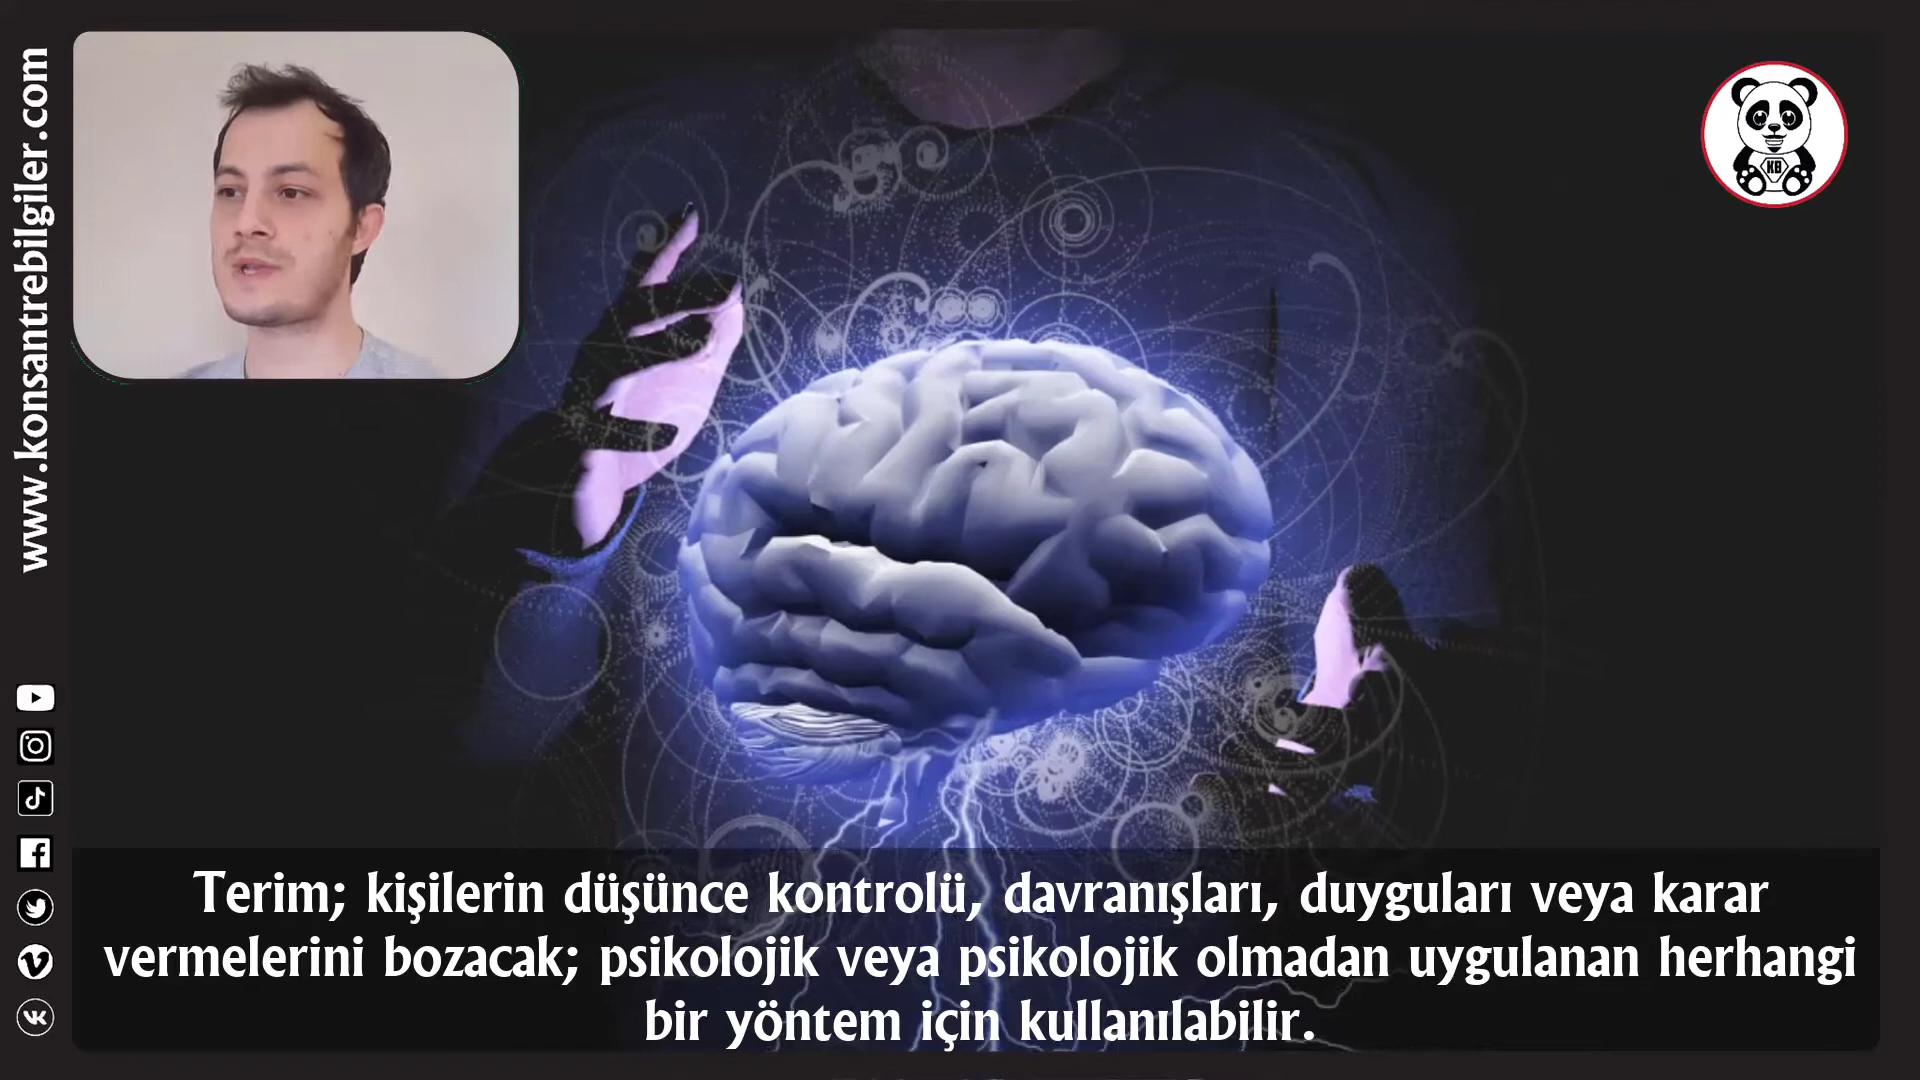 www.konsantrebilgiler.com
KB
Terim; kişilerin düşünce kontrolü, davranışları, duyguları veya karar
vermelerini bozacak; psikolojik veya psikolojik olmadan uygulanan herhangi
bir yöntem için kullanılabilir.